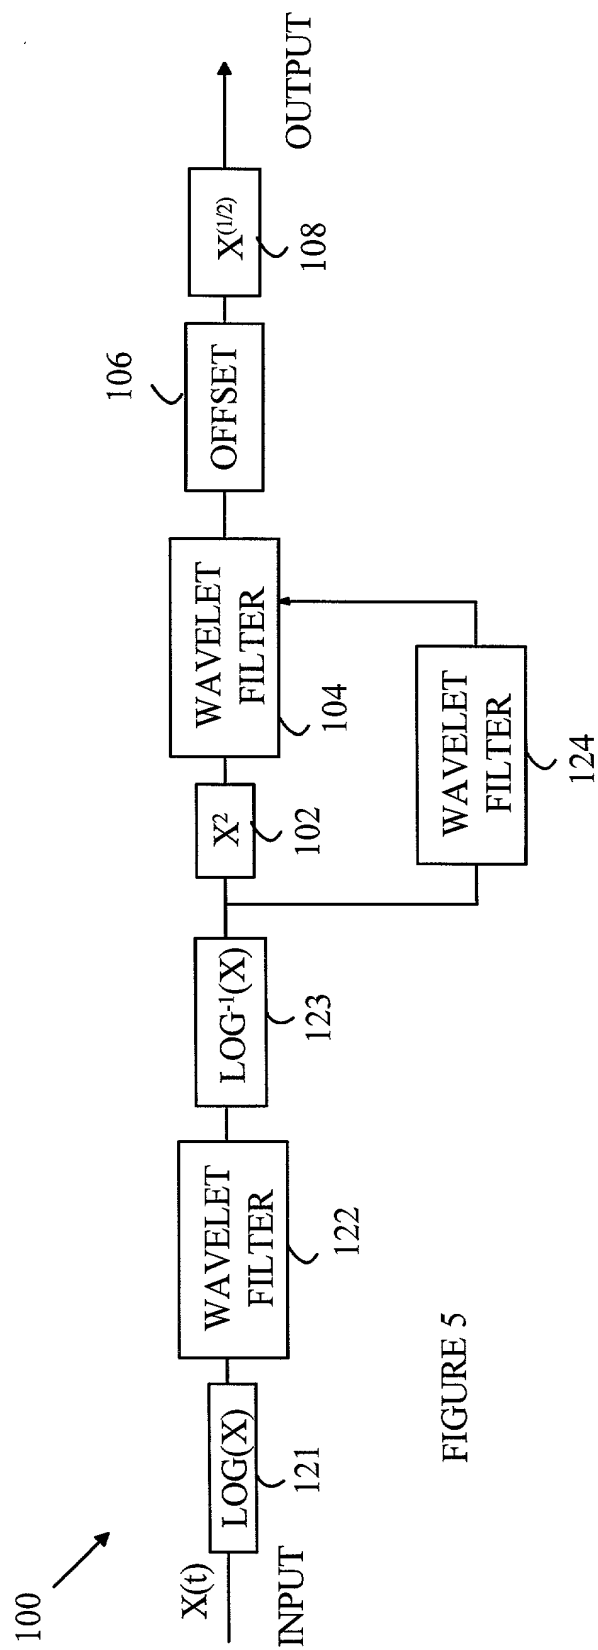 100
X(t)
INPUT
LOG(X)
121
WAVELET
FILTER
122
LOG⁻¹(X)
123
X²
102
WAVELET
FILTER
104
WAVELET
FILTER
124
OFFSET
106
X⁽¹/²⁾
108
OUTPUT
FIGURE 5